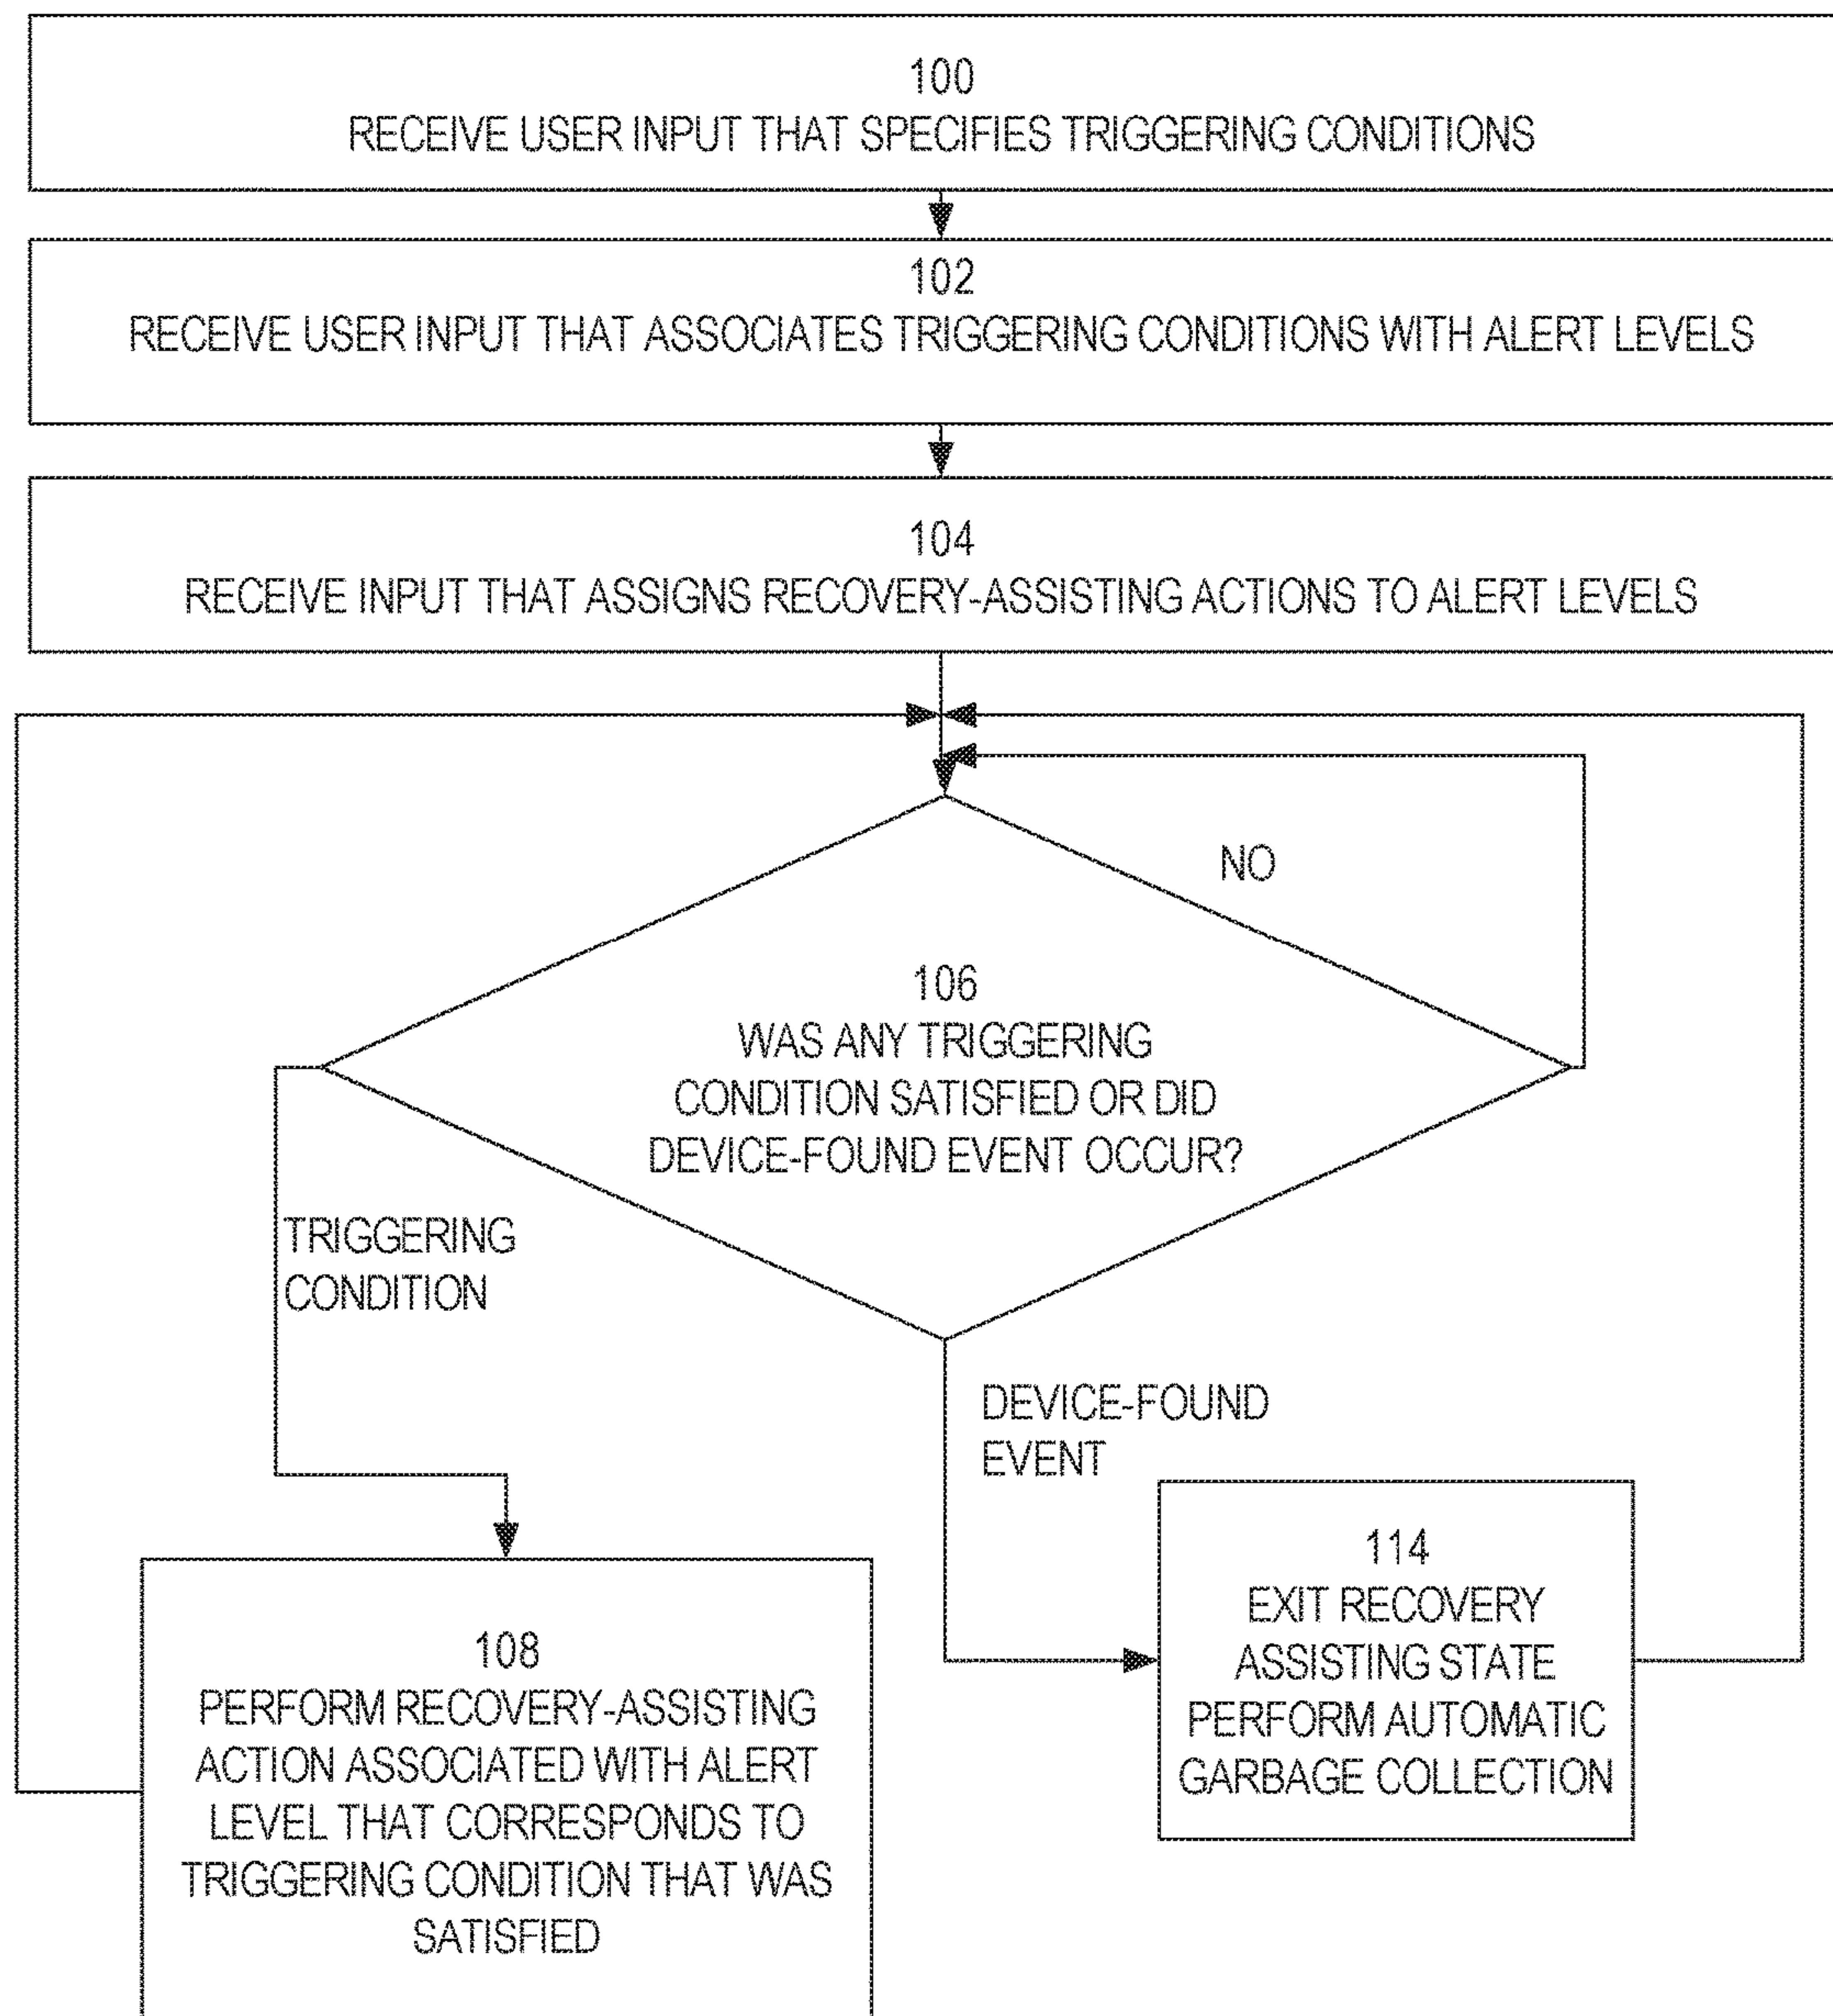 100
RECEIVE USER INPUT THAT SPECIFIES TRIGGERING CONDITIONS
102
RECEIVE USER INPUT THAT ASSOCIATES TRIGGERING CONDITIONS WITH ALERT LEVELS
104
RECEIVE INPUT THAT ASSIGNS RECOVERY-ASSISTING ACTIONS TO ALERT LEVELS
NO
106
WAS ANY TRIGGERING
CONDITION SATISFIED OR DID
DEVICE-FOUND EVENT OCCUR?
TRIGGERING
CONDITION
DEVICE-FOUND
EVENT
114
EXIT RECOVERY
ASSISTING STATE
PERFORM AUTOMATIC
GARBAGE COLLECTION
108
PERFORM RECOVERY-ASSISTING
ACTION ASSOCIATED WITH ALERT
LEVEL THAT CORRESPONDS TO
TRIGGERING CONDITION THAT WAS
SATISFIED